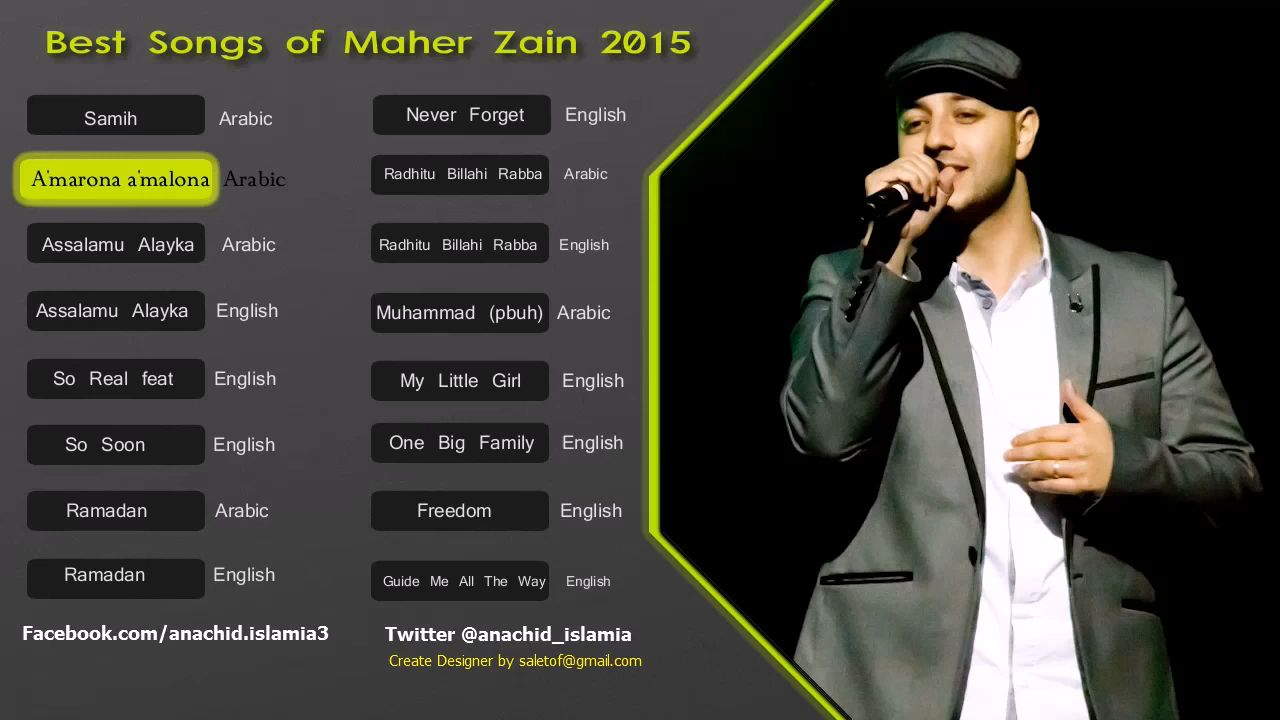 Best Songs of Maher Zain 2015
Samih Arabic
A'marona a'malona Arabic
Assalamu Alayka Arabic
Assalamu Alayka English
So Real feat English
So Soon English
Ramadan Arabic
Ramadan English
Never Forget English
Radhitu Billahi Rabba Arabic
Radhitu Billahi Rabba English
Muhammad (pbuh) Arabic
My Little Girl English
One Big Family English
Freedom English
Guide Me All The Way English
Facebook.com/anachid.islamia3
Twitter @anachid_islamia
Create Designer by saletof@gmail.com